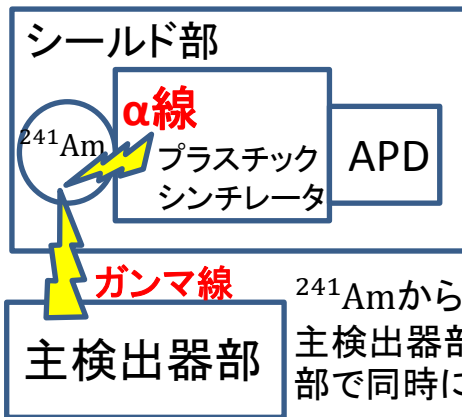 シールド部
α線
²⁴¹Am
プラスチック
シンチレータ
APD
ガンマ線
²⁴¹Amから
主検出器部
主検出器部
部で同時に